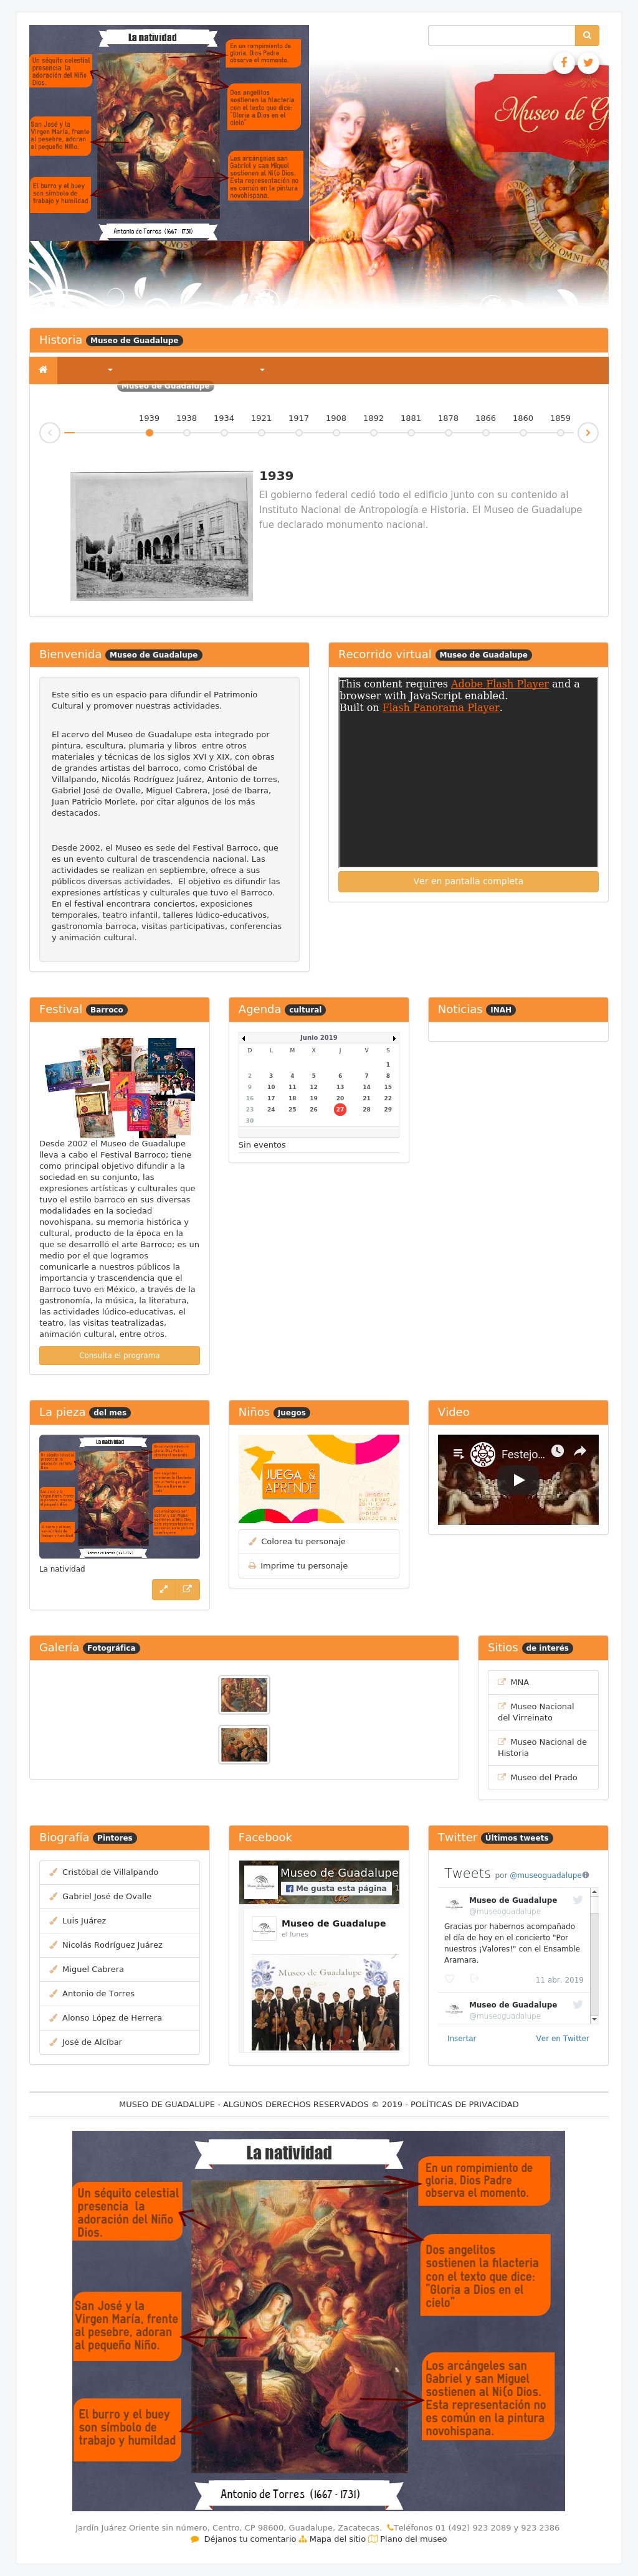 La natividad
Un séquito celestial
presencia la
adoración del Niño
Dios.
San José y la
Virgen María, frente
al pesebre, adoran
al pequeño Niño.
El burro y el buey
son símbolo de
trabajo y humildad
En un rompimiento de
gloria, Dios Padre
observa el momento.
Dos angelitos
sostienen la filacteria
con el texto que dice:
"Gloria a Dios en el
cielo"
Los arcángeles san
Gabriel y san Miguel
sostienen al Ni{o Dios.
Esta representación no
es común en la pintura
novohispana.
Antonio de Torres (1667 - 1731)
Museo de G
Historia Museo de Guadalupe
Museo de Guadalupe
1939 1938 1934 1921 1917 1908 1892 1881 1878 1866 1860 1859
1939
El gobierno federal cedió todo el edificio junto con su contenido al
Instituto Nacional de Antropología e Historia. El Museo de Guadalupe
fue declarado monumento nacional.
Bienvenida Museo de Guadalupe
Este sitio es un espacio para difundir el Patrimonio
Cultural y promover nuestras actividades.
El acervo del Museo de Guadalupe esta integrado por
pintura, escultura, plumaria y libros entre otros
materiales y técnicas de los siglos XVI y XIX, con obras
de grandes artistas del barroco, como Cristóbal de
Villalpando, Nicolás Rodríguez Juárez, Antonio de torres,
Gabriel José de Ovalle, Miguel Cabrera, José de Ibarra,
Juan Patricio Morlete, por citar algunos de los más
destacados.
Desde 2002, el Museo es sede del Festival Barroco, que
es un evento cultural de trascendencia nacional. Las
actividades se realizan en septiembre, ofrece a sus
públicos diversas actividades. El objetivo es difundir las
expresiones artísticas y culturales que tuvo el Barroco.
En el festival encontrara conciertos, exposiciones
temporales, teatro infantil, talleres lúdico-educativos,
gastronomía barroca, visitas participativas, conferencias
y animación cultural.
Recorrido virtual Museo de Guadalupe
This content requires Adobe Flash Player and a
browser with JavaScript enabled.
Built on Flash Panorama Player.
Ver en pantalla completa
Festival Barroco
Desde 2002 el Museo de Guadalupe
lleva a cabo el Festival Barroco; tiene
como principal objetivo difundir a la
sociedad en su conjunto, las
expresiones artísticas y culturales que
tuvo el estilo barroco en sus diversas
modalidades en la sociedad
novohispana, su memoria histórica y
cultural, producto de la época en la
que se desarrolló el arte Barroco; es un
medio por el que logramos
comunicarle a nuestros públicos la
importancia y trascendencia que el
Barroco tuvo en México, a través de la
gastronomía, la música, la literatura,
las actividades lúdico-educativas, el
teatro, las visitas teatralizadas,
animación cultural, entre otros.
Consulta el programa
Agenda cultural
Junio 2019
D L M X J V S
1
2 3 4 5 6 7 8
9 10 11 12 13 14 15
16 17 18 19 20 21 22
23 24 25 26 27 28 29
30
Sin eventos
Noticias INAH
La pieza del mes
La natividad
La natividad
Niños Juegos
JUEGA &
APRENDE
Colorea tu personaje
Imprime tu personaje
Video
Festejo...
Galería Fotográfica
Sitios de interés
MNA
Museo Nacional
del Virreinato
Museo Nacional de
Historia
Museo del Prado
Biografía Pintores
Cristóbal de Villalpando
Gabriel José de Ovalle
Luis Juárez
Nicolás Rodríguez Juárez
Miguel Cabrera
Antonio de Torres
Alonso López de Herrera
José de Alcíbar
Facebook
Museo de Guadalupe
Me gusta esta página 1
Museo de Guadalupe
el lunes
Museo de Guadalupe
Twitter Últimos tweets
Tweets por @museoguadalupe
Museo de Guadalupe
@museoguadalupe
Gracias por habernos acompañado
el día de hoy en el concierto "Por
nuestros ¡Valores!" con el Ensamble
Aramara.
11 abr. 2019
Museo de Guadalupe
@museoguadalupe
Insertar Ver en Twitter
MUSEO DE GUADALUPE - ALGUNOS DERECHOS RESERVADOS © 2019 - POLÍTICAS DE PRIVACIDAD
La natividad
Un séquito celestial
presencia la
adoración del Niño
Dios.
San José y la
Virgen María, frente
al pesebre, adoran
al pequeño Niño.
El burro y el buey
son símbolo de
trabajo y humildad
En un rompimiento de
gloria, Dios Padre
observa el momento.
Dos angelitos
sostienen la filacteria
con el texto que dice:
"Gloria a Dios en el
cielo"
Los arcángeles san
Gabriel y san Miguel
sostienen al Ni{o Dios.
Esta representación no
es común en la pintura
novohispana.
Antonio de Torres (1667 - 1731)
Jardín Juárez Oriente sin número, Centro, CP 98600, Guadalupe, Zacatecas. Teléfonos 01 (492) 923 2089 y 923 2386
Déjanos tu comentario Mapa del sitio Plano del museo